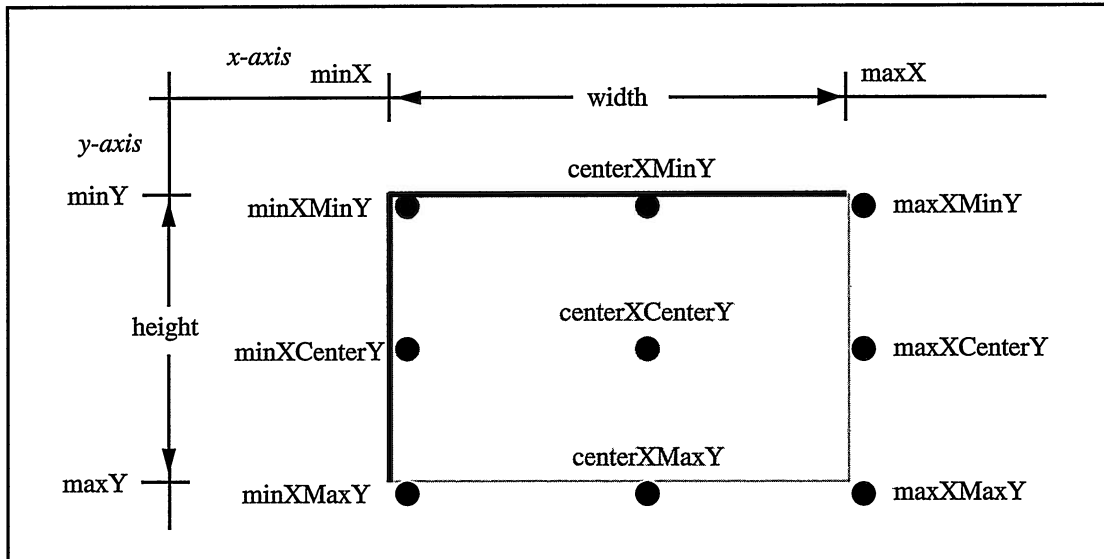 x-axis
minX
maxX
width
y-axis
centerXMinY
minY
minXMinY
maxXMinY
centerXCenterY
height
minXCenterY
maxXCenterY
centerXMaxY
maxY
minXMaxY
maxXMaxY